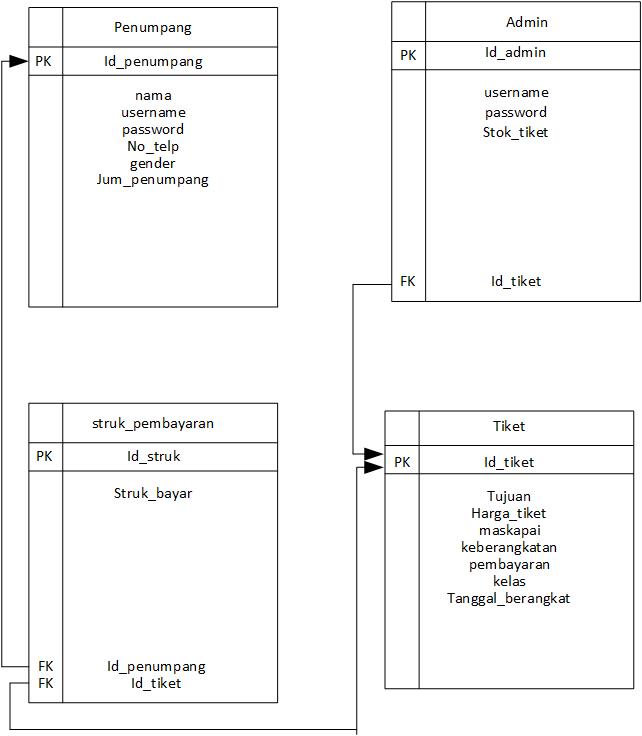 Penumpang
PK Id_penumpang
nama
username
password
No_telp
gender
Jum_penumpang
Admin
PK Id_admin
username
password
Stok_tiket
FK Id_tiket
struk_pembayaran
PK Id_struk
Struk_bayar
FK Id_penumpang
FK Id_tiket
Tiket
PK Id_tiket
Tujuan
Harga_tiket
maskapai
keberangkatan
pembayaran
kelas
Tanggal_berangkat